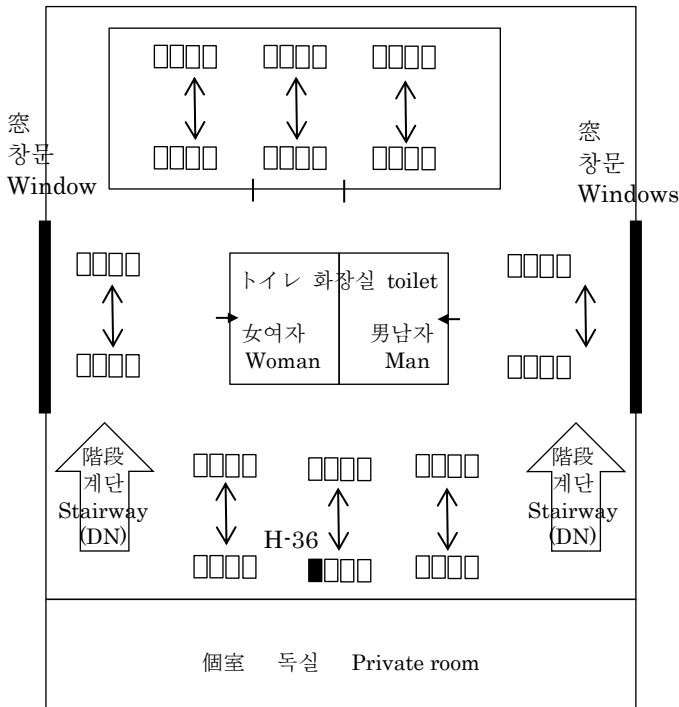 窓
창문
Window
窓
창문
Windows
トイレ 화장실 toilet
女여자
Woman
男남자
Man
階段
계단
Stairway
(DN)
階段
계단
Stairway
(DN)
H-36
個室 독실 Private room